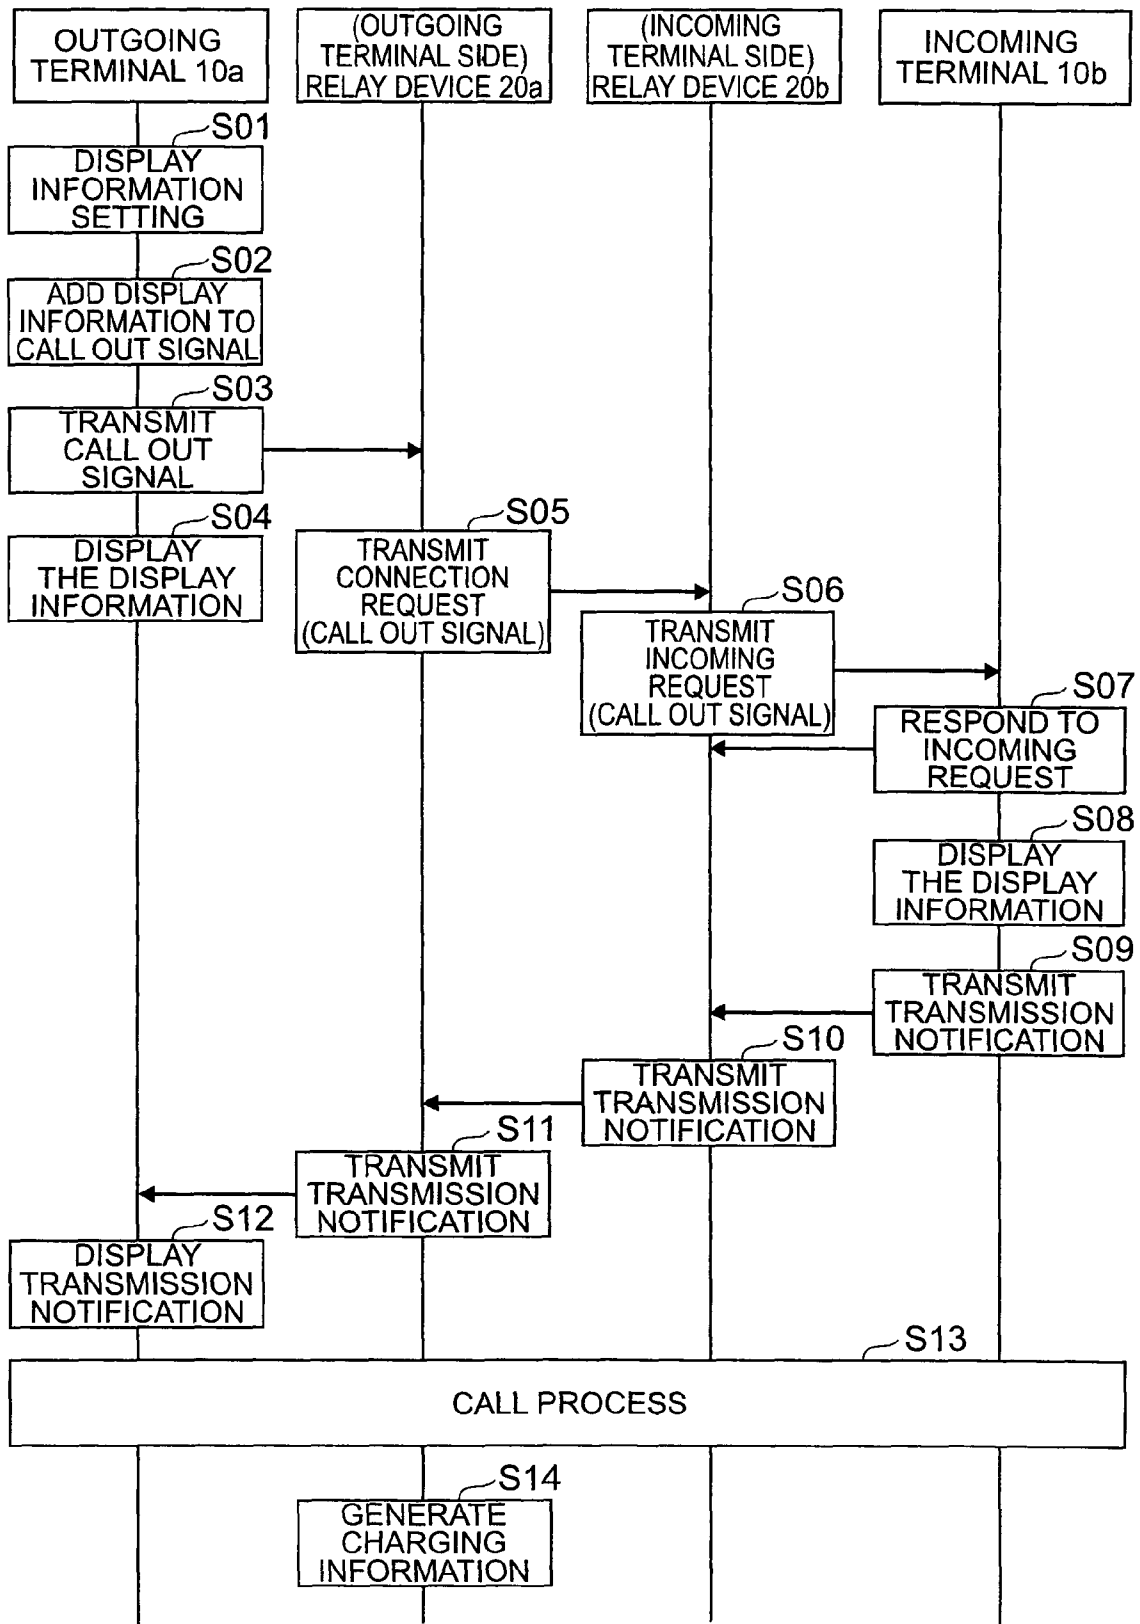 OUTGOING
TERMINAL 10a
(OUTGOING
TERMINAL SIDE)
RELAY DEVICE 20a
(INCOMING
TERMINAL SIDE)
RELAY DEVICE 20b
INCOMING
TERMINAL 10b
S01
DISPLAY
INFORMATION
SETTING
S02
ADD DISPLAY
INFORMATION TO
CALL OUT SIGNAL
S03
TRANSMIT
CALL OUT
SIGNAL
S04
DISPLAY
THE DISPLAY
INFORMATION
S05
TRANSMIT
CONNECTION
REQUEST
(CALL OUT SIGNAL)
S06
TRANSMIT
INCOMING
REQUEST
(CALL OUT SIGNAL)
S07
RESPOND TO
INCOMING
REQUEST
S08
DISPLAY
THE DISPLAY
INFORMATION
S09
TRANSMIT
TRANSMISSION
NOTIFICATION
S10
TRANSMIT
TRANSMISSION
NOTIFICATION
S11
TRANSMIT
TRANSMISSION
NOTIFICATION
S12
DISPLAY
TRANSMISSION
NOTIFICATION
S13
CALL PROCESS
S14
GENERATE
CHARGING
INFORMATION